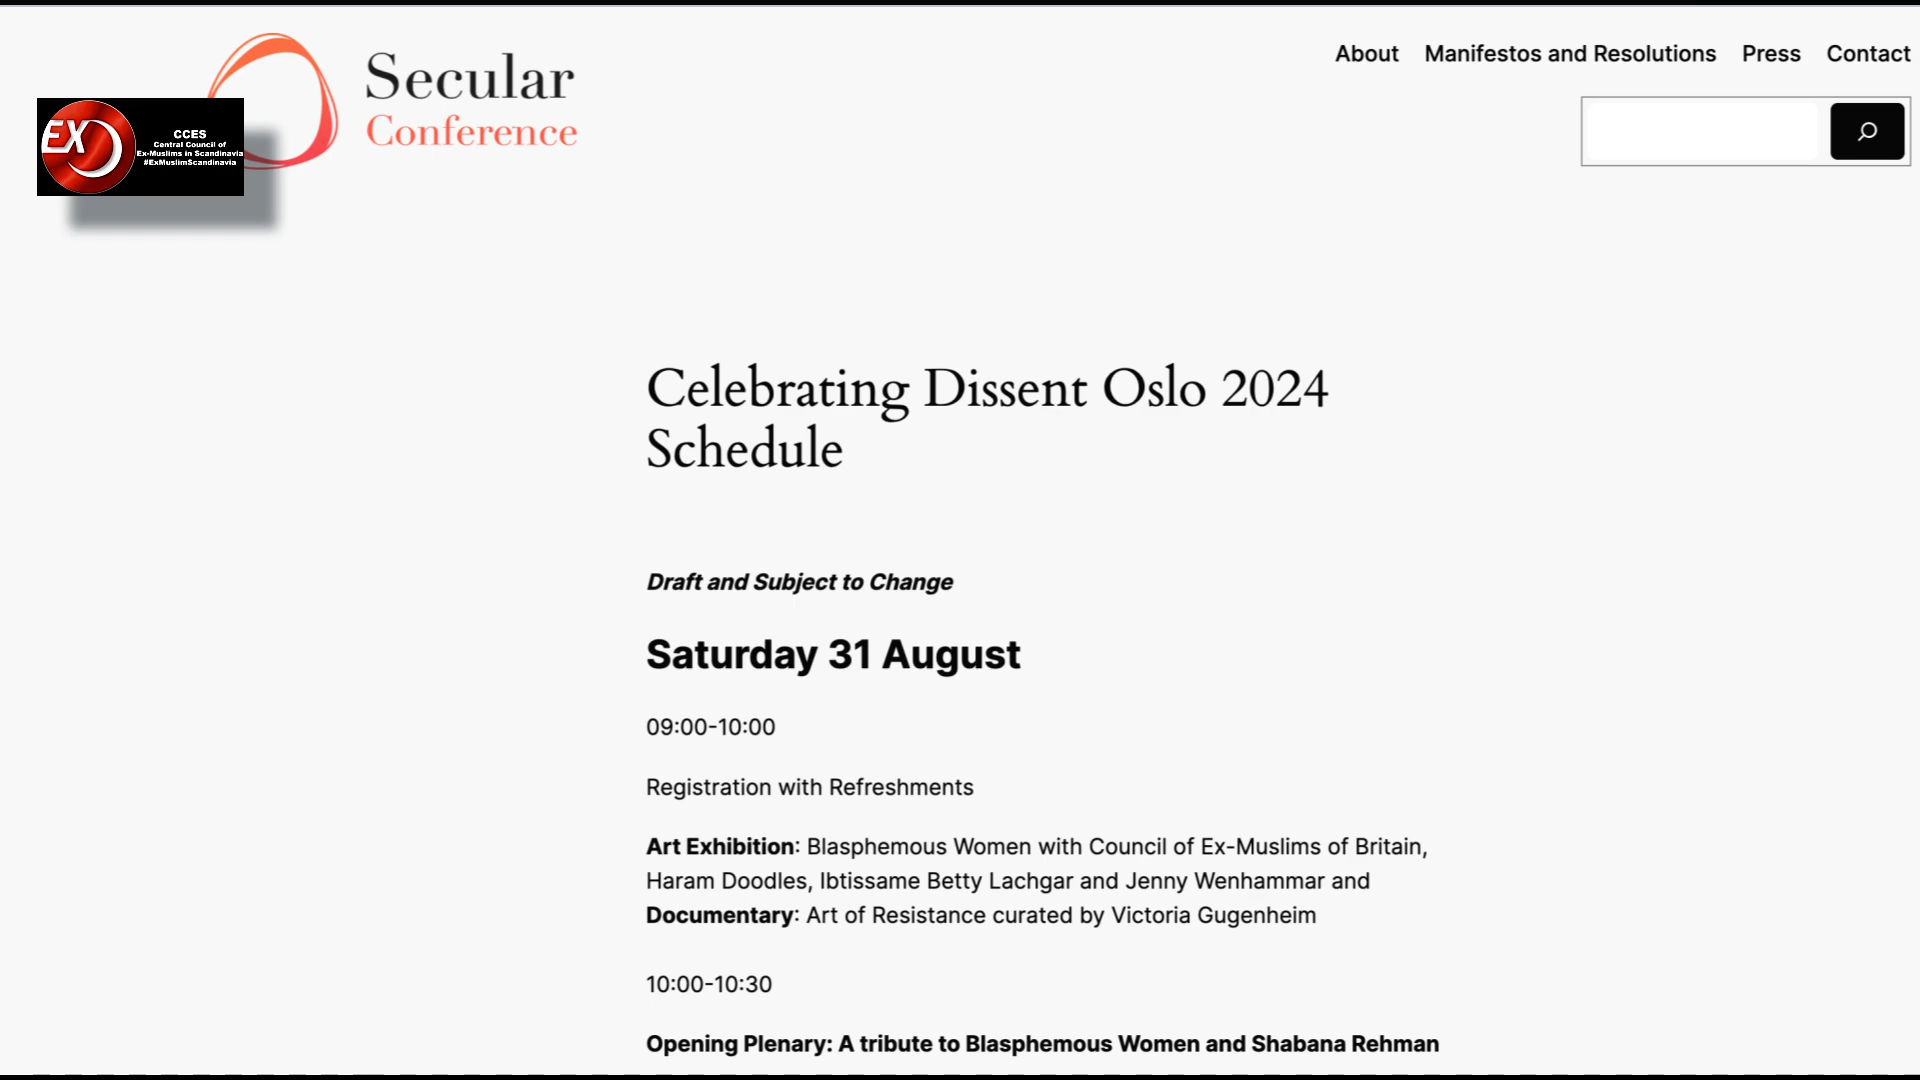 Secular
Conference
About Manifestos and Resolutions Press Contact
EX
CCES
Central Council of
Ex-Muslims in Scandinavia
#ExMuslimScandinavia
Celebrating Dissent Oslo 2024
Schedule
Draft and Subject to Change
Saturday 31 August
09:00-10:00
Registration with Refreshments
Art Exhibition: Blasphemous Women with Council of Ex-Muslims of Britain,
Haram Doodles, Ibtissame Betty Lachgar and Jenny Wenhammar and
Documentary: Art of Resistance curated by Victoria Gugenheim
10:00-10:30
Opening Plenary: A tribute to Blasphemous Women and Shabana Rehman